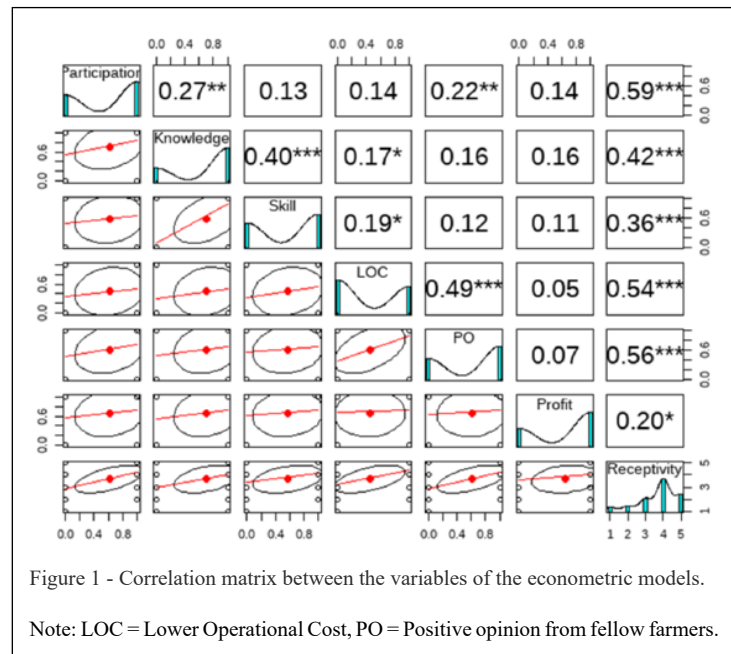 0.0 0.4 0.8 0.0 0.4 0.8 0.0 0.4 0.8
Participation 0.27** 0.13 0.14 0.22** 0.14 0.59*** 0.0 0.6
0.0 0.6 Knowledge 0.40*** 0.17* 0.16 0.16 0.42***
Skill 0.19* 0.12 0.11 0.36*** 0.0 0.6
0.0 0.6 LOC 0.49*** 0.05 0.54***
PO 0.07 0.56*** 0.0 0.6
0.0 0.6 Profit 0.20*
Receptivity 1 3 5
0.0 0.4 0.8 0.0 0.4 0.8 0.0 0.4 0.8 1 2 3 4 5
Figure 1 - Correlation matrix between the variables of the econometric models.
Note: LOC = Lower Operational Cost, PO = Positive opinion from fellow farmers.